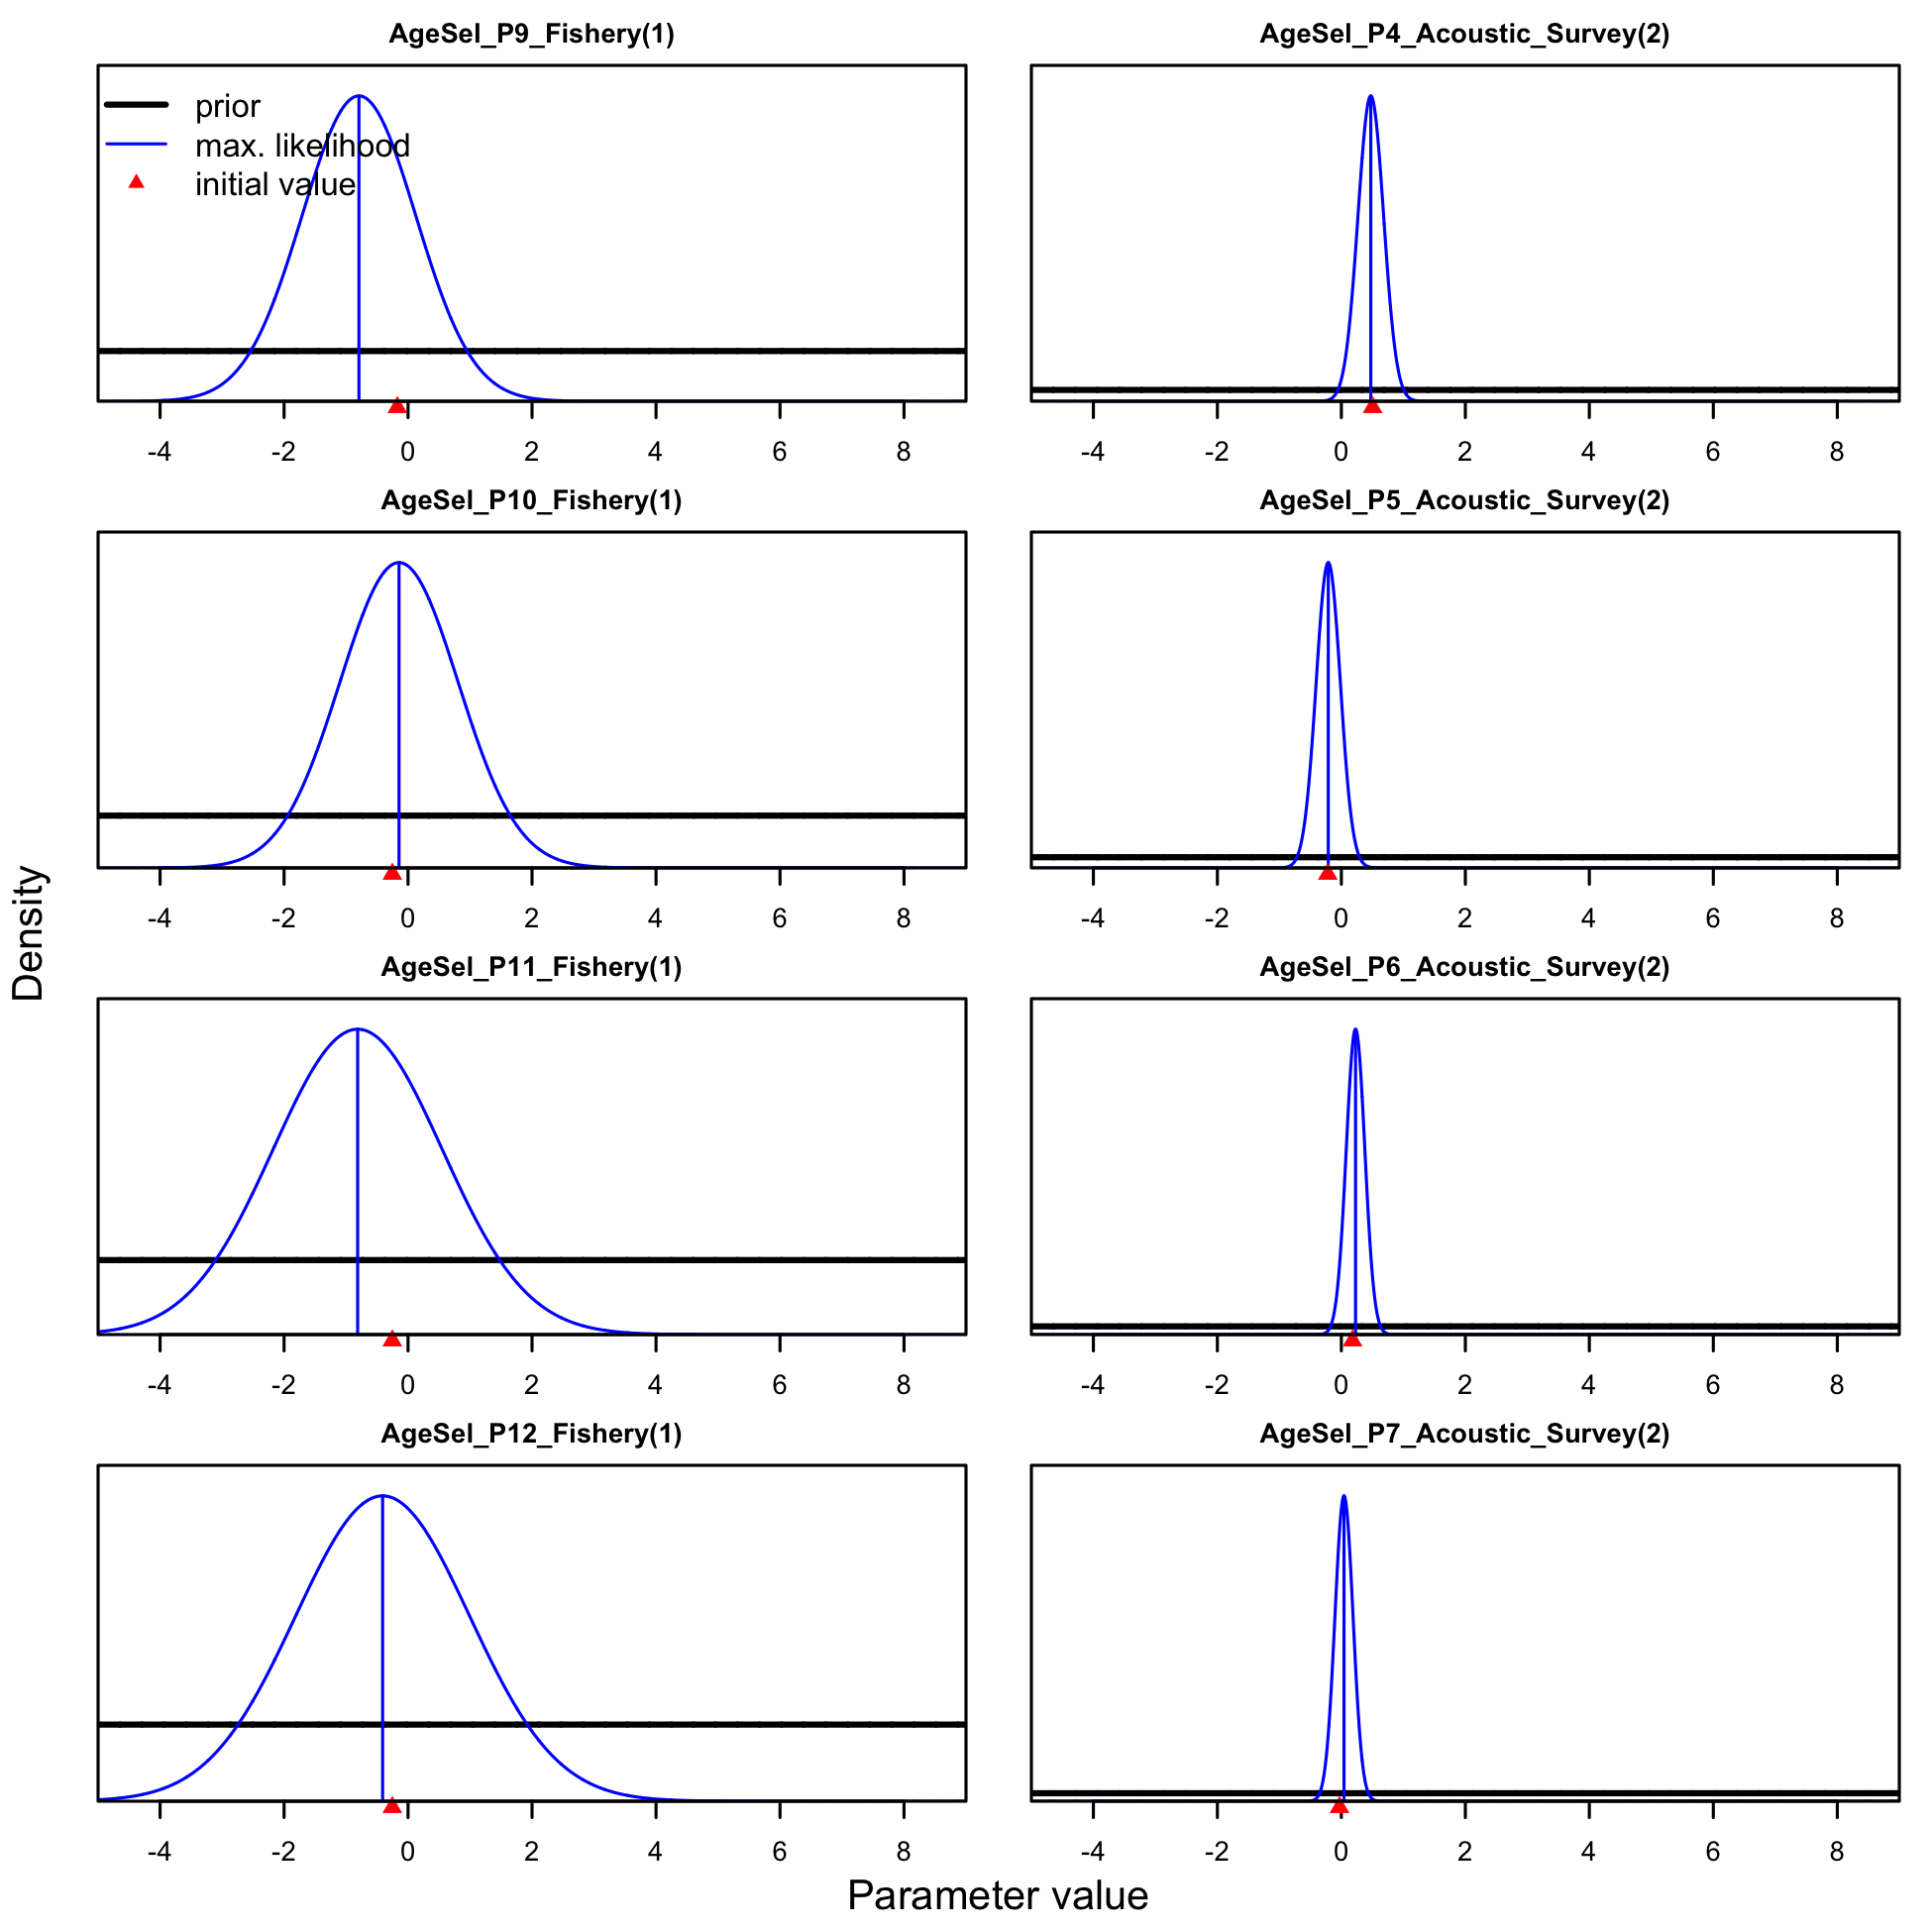 AgeSel_P9_Fishery(1)
AgeSel_P4_Acoustic_Survey(2)
prior
max. likelihood
initial value
-4 -2 0 2 4 6 8
-4 -2 0 2 4 6 8
AgeSel_P10_Fishery(1)
AgeSel_P5_Acoustic_Survey(2)
-4 -2 0 2 4 6 8
-4 -2 0 2 4 6 8
Density
AgeSel_P11_Fishery(1)
AgeSel_P6_Acoustic_Survey(2)
-4 -2 0 2 4 6 8
-4 -2 0 2 4 6 8
AgeSel_P12_Fishery(1)
AgeSel_P7_Acoustic_Survey(2)
-4 -2 0 2 4 6 8
-4 -2 0 2 4 6 8
Parameter value